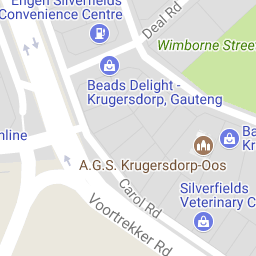 Engen Silverfields
Convenience Centre
Deal Rd
Wimborne Street
Beads Delight -
Krugersdorp, Gauteng
nline
Ba
K
A.G.S. Krugersdorp-Oos
Carol Rd
Silverfields
Veterinary C
Voortrekker Rd